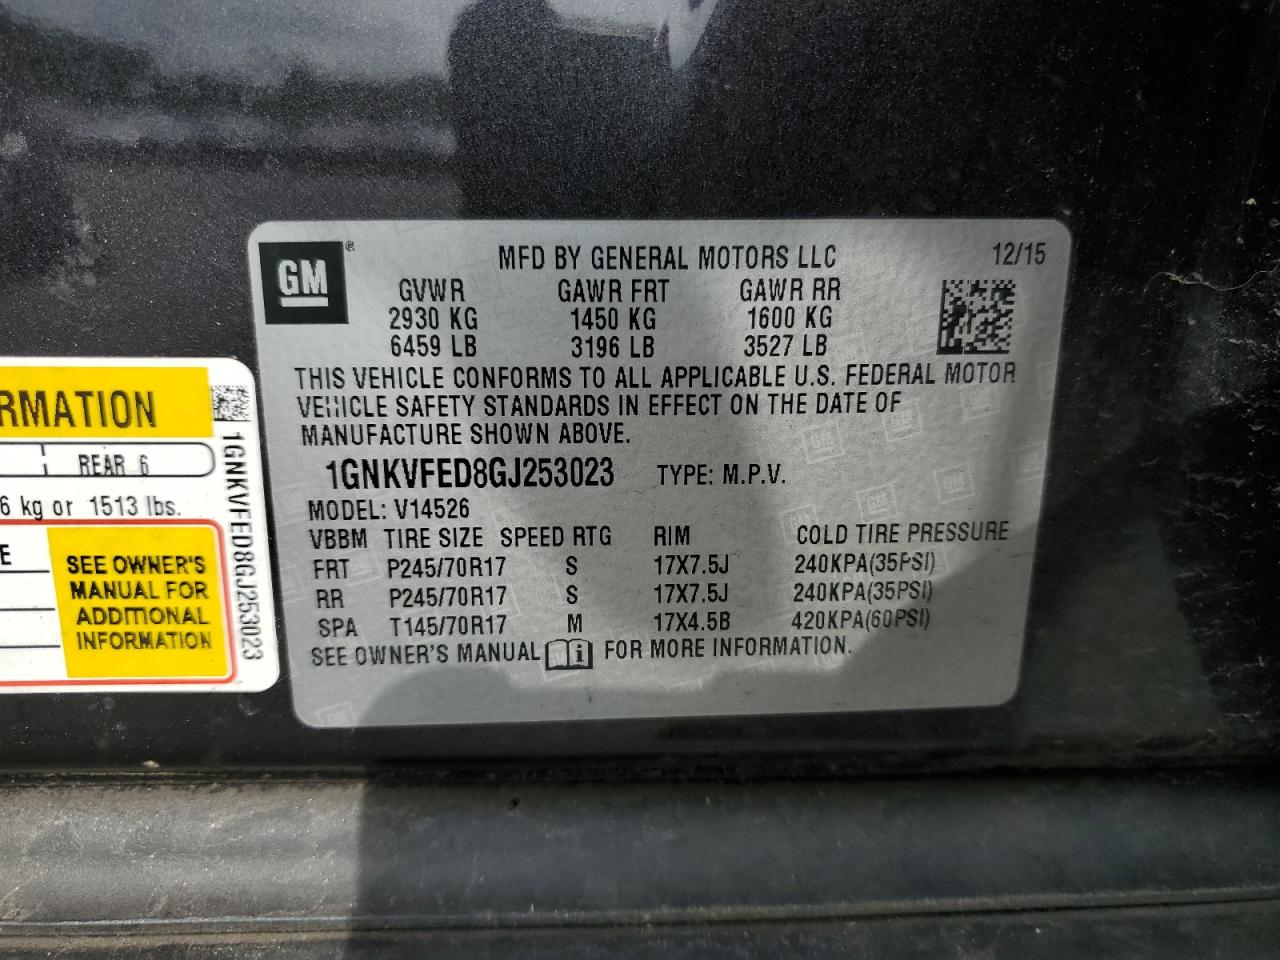 GM ®
MFD BY GENERAL MOTORS LLC 12/15
GVWR GAWR FRT GAWR RR
2930 KG 1450 KG 1600 KG
6459 LB 3196 LB 3527 LB
THIS VEHICLE CONFORMS TO ALL APPLICABLE U.S. FEDERAL MOTOR
VEHICLE SAFETY STANDARDS IN EFFECT ON THE DATE OF
MANUFACTURE SHOWN ABOVE.
1GNKVFED8GJ253023 TYPE: M.P.V.
MODEL: V14526
VBBM TIRE SIZE SPEED RTG RIM COLD TIRE PRESSURE
FRT P245/70R17 S 17X7.5J 240KPA(35PSI)
RR P245/70R17 S 17X7.5J 240KPA(35PSI)
SPA T145/70R17 M 17X4.5B 420KPA(60PSI)
SEE OWNER'S MANUAL FOR MORE INFORMATION.
RMATION
REAR 6
6 kg or 1513 lbs.
E
SEE OWNER'S
MANUAL FOR
ADDITIONAL
INFORMATION
1GNKVFED8GJ253023